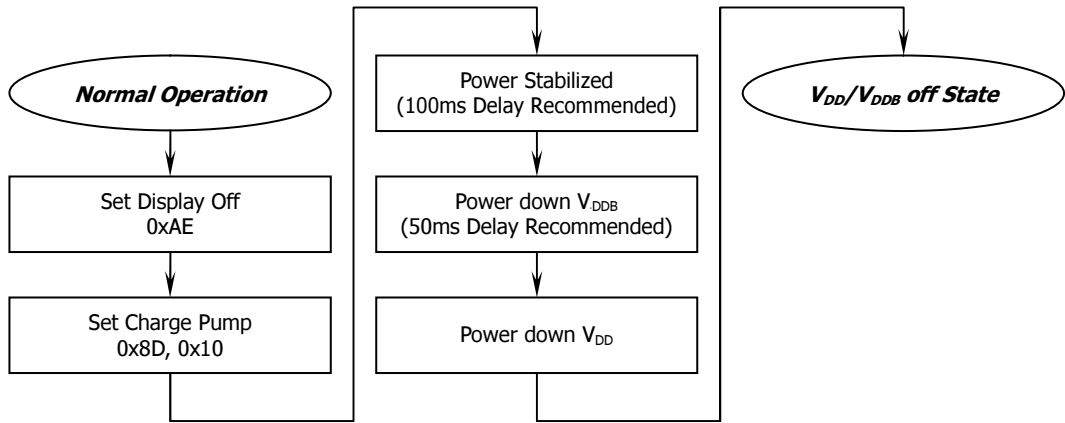 Normal Operation
Set Display Off
0xAE
Set Charge Pump
0x8D, 0x10
Power Stabilized
(100ms Delay Recommended)
Power down VDDB
(50ms Delay Recommended)
Power down VDD
VDD/VDDB off State